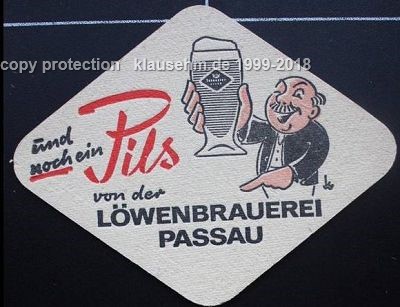 copy protection klausehm.de 1999-2018
und
noch ein
Pils
von der
LÖWENBRAUEREI
PASSAU